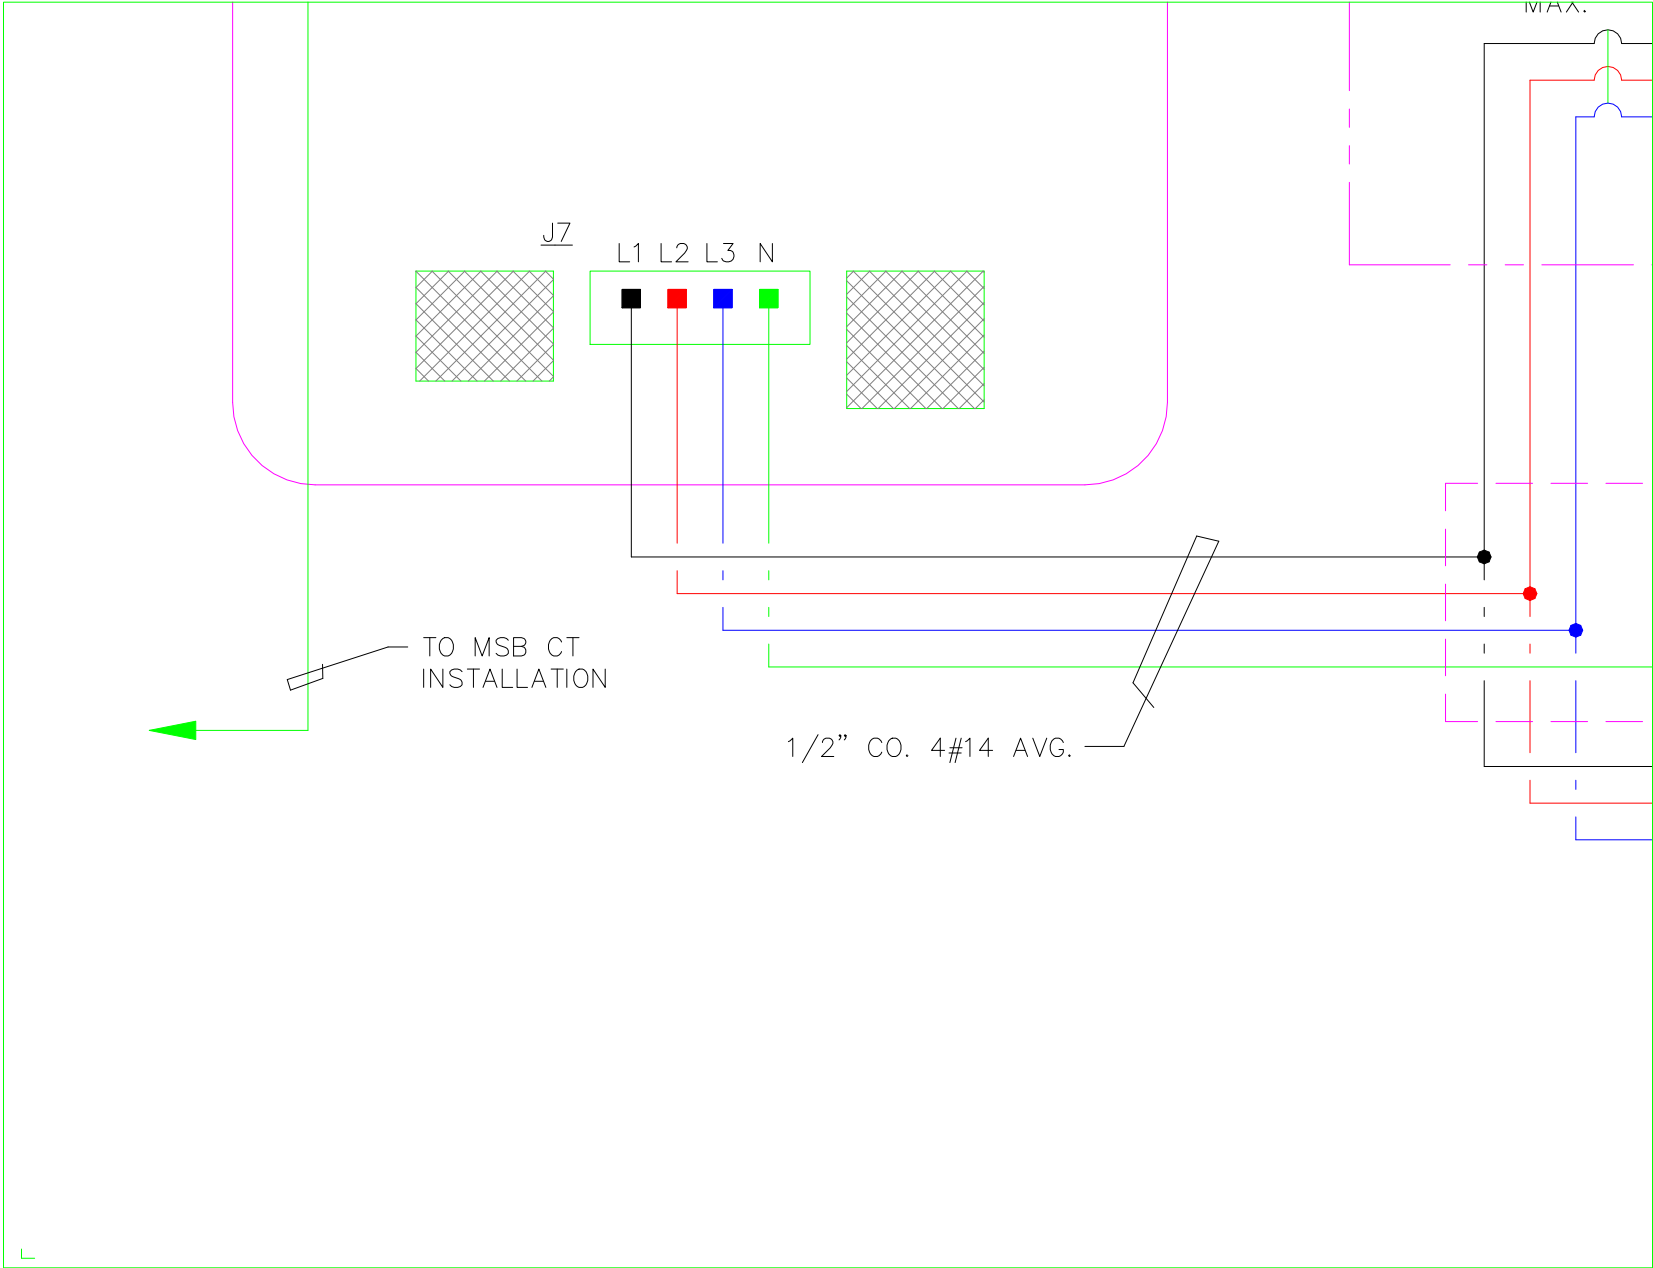 MAX.
J7
L1 L2 L3 N
TO MSB CT
INSTALLATION
1/2” CO. 4#14 AVG.